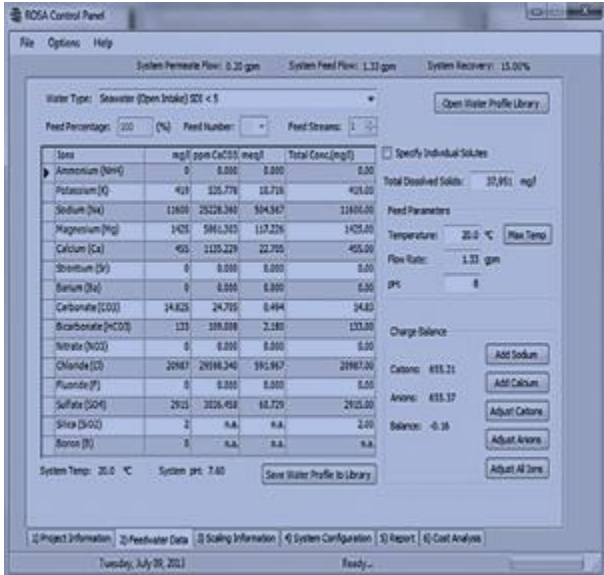 ROSA Control Panel
File Options Help
System Permeate Flow: 0.20 gpm System Feed Flow: 1.33 gpm System Recovery: 15.00%
Water Type: Seawater (Open Intake) SDI < 5 Open Water Profile Library
Feed Percentage: 100 (%) Feed Number: Feed Streams: 1
Ions mg/l ppm CaCO3 meq/l Total Conc.(mg/l) Specify Individual Solutes
Ammonium (NH4) 0 0.000 0.000 0.00
Total Dissolved Solids: 37,951 mg/l
Potassium (K) 419 535.778 10.716 419.00
Sodium (Na) 11600 25228.360 504.567 11600.00
Feed Parameters
Magnesium (Mg) 1425 5861.303 117.226 1425.00
Temperature: 20.0 °C Max Temp
Calcium (Ca) 455 1135.229 22.705 455.00
Flow Rate: 1.33 gpm
Strontium (Sr) 0 0.000 0.000 0.00
Barium (Ba) 0 0.000 0.000 0.00
pH: 8
Carbonate (CO3) 14.825 24.705 0.494 14.83
Bicarbonate (HCO3) 133 109.008 2.180 133.00
Charge Balance
Nitrate (NO3) 0 0.000 0.000 0.00
Add Sodium
Chloride (Cl) 20987 29598.340 591.967 20987.00
Cations: 655.21
Fluoride (F) 0 0.000 0.000 0.00
Add Calcium
Anions: 655.37
Sulfate (SO4) 2915 3036.458 60.729 2915.00
Adjust Cations
Silica (SiO2) 2 n.a. n.a. 2.00
Balance: -0.16
Boron (B) 0 n.a. n.a. n.a.
Adjust Anions
System Temp: 20.0 °C System pH: 7.60 Save Water Profile to Library Adjust All Ions
1) Project Information 2) Feedwater Data 3) Scaling Information 4) System Configuration 5) Report 6) Cost Analysis
Tuesday, July 09, 2013 Ready...